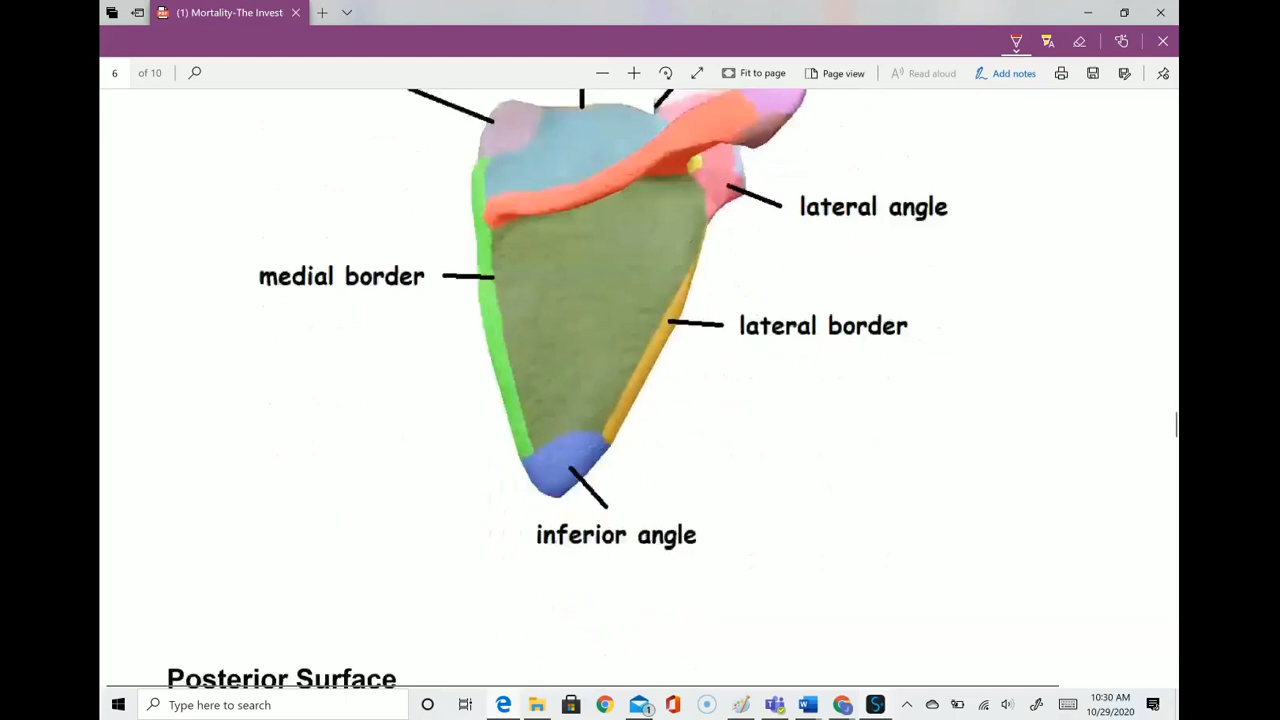 (1) Mortality-The Invest
6 of 10
Fit to page
Page view
Read aloud
Add notes
lateral angle
medial border
lateral border
inferior angle
Posterior Surface
Type here to search
1
10:30 AM
10/29/2020